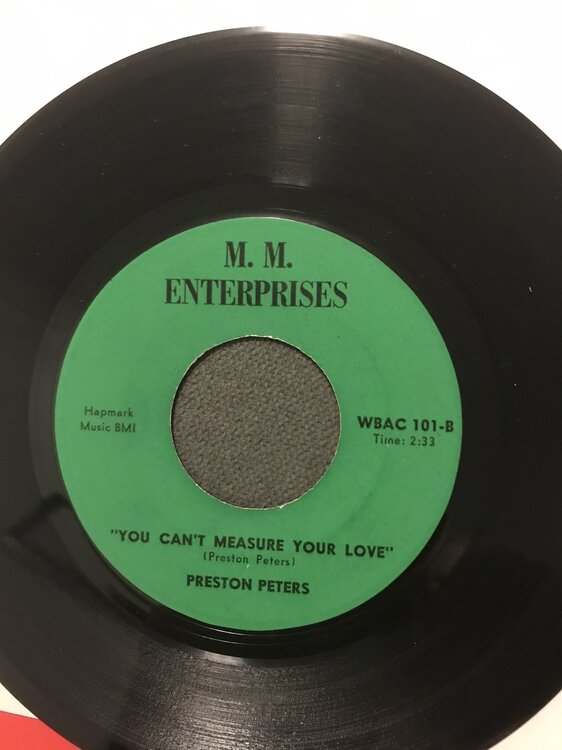 M. M.
ENTERPRISES
Hapmark
Music BMI
WBAC 101-B
Time: 2:33
"YOU CAN'T MEASURE YOUR LOVE"
(Preston Peters)
PRESTON PETERS